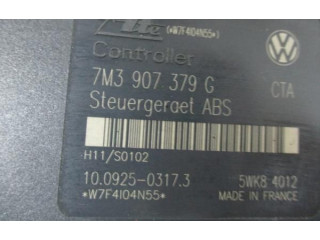 Ate (*W7F4I04N55*)
Controller
7M3 907 379 G CTA
Steuergeraet ABS
H11/S0102
10.0925-0317.3 5WK8 4012
*W7F4I04N55* MADE IN FRANCE